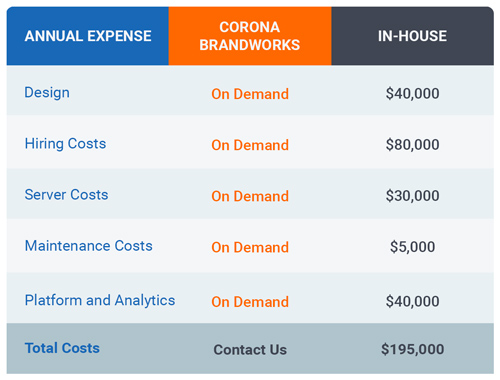 ANNUAL EXPENSE CORONA BRANDWORKS IN-HOUSE
Design On Demand $40,000
Hiring Costs On Demand $80,000
Server Costs On Demand $30,000
Maintenance Costs On Demand $5,000
Platform and Analytics On Demand $40,000
Total Costs Contact Us $195,000